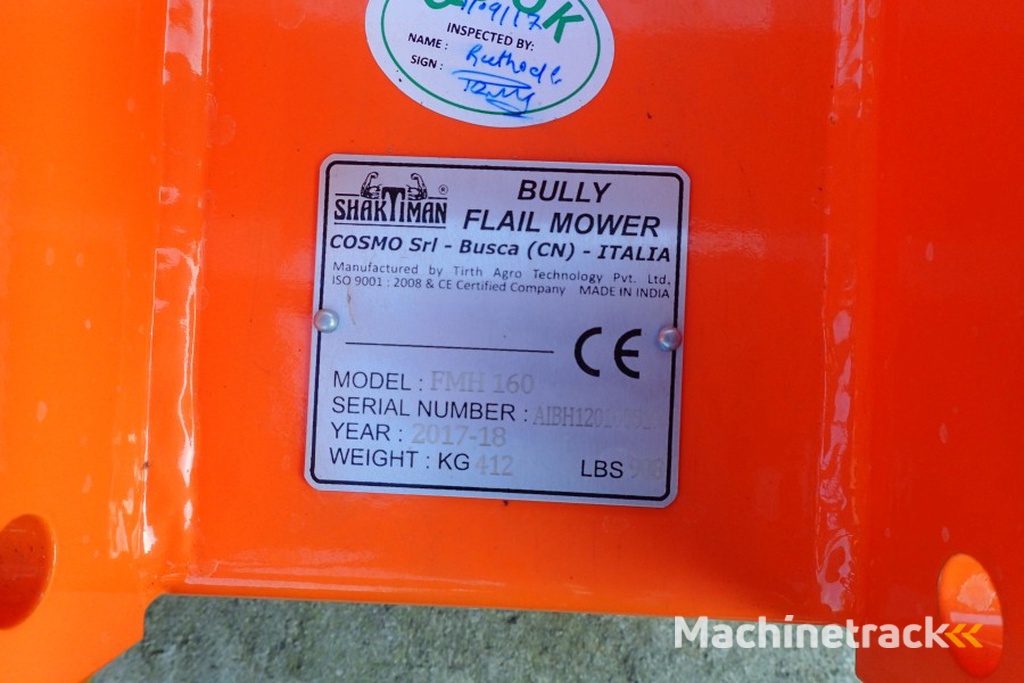 OK
INSPECTED BY:
NAME :
SIGN :
SHAKTIMAN ®
BULLY
FLAIL MOWER
COSMO Srl - Busca (CN) - ITALIA
Manufactured by Tirth Agro Technology Pvt. Ltd.
ISO 9001 : 2008 & CE Certified Company MADE IN INDIA
CE
MODEL : FMH 160
SERIAL NUMBER :
YEAR : 2017-18
WEIGHT : KG 412 LBS
Machinetrack